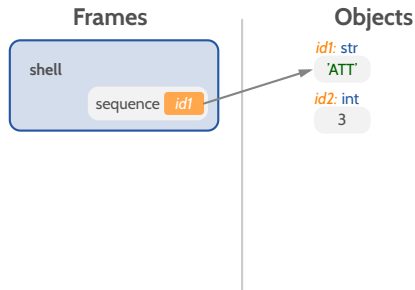 Frames
Objects
shell
sequence id1
id1: str
'ATT'
id2: int
3